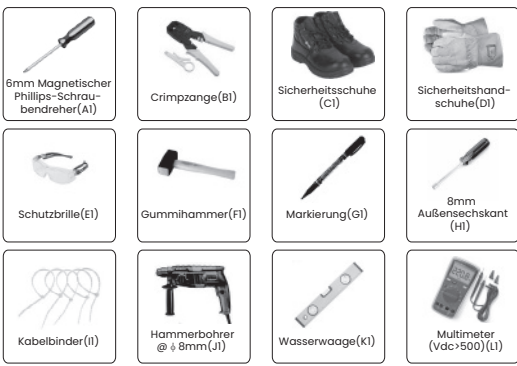 6mm Magnetischer
Phillips-Schrau-
bendreher(A1)
Crimpzange(B1)
Sicherheitsschuhe
(C1)
Sicherheitshand-
schuhe(D1)
Schutzbrille(E1)
Gummihammer(F1)
Markierung(G1)
8mm
Außensechskant
(H1)
Kabelbinder(I1)
Hammerbohrer
@ ϕ 8mm(J1)
Wasserwaage(K1)
Multimeter
(Vdc>500)(L1)